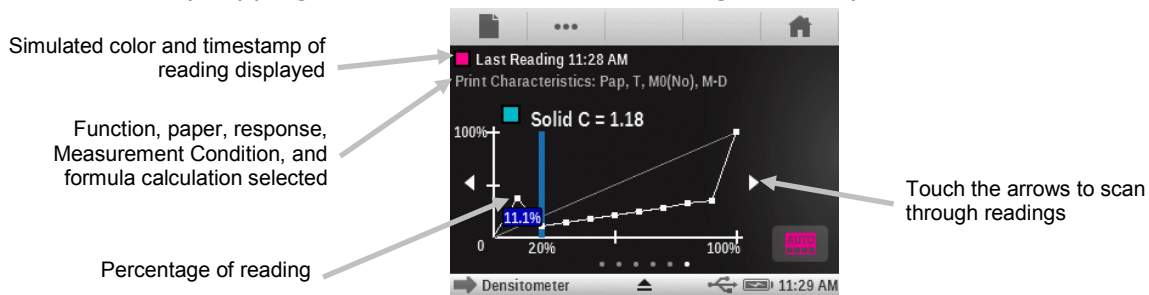 Simulated color and timestamp of
reading displayed
Function, paper, response,
Measurement Condition, and
formula calculation selected
Percentage of reading
Last Reading 11:28 AM
Print Characteristics: Pap, T, M0(No), M-D
Solid C = 1.18
100%
11.1%
0
20%
100%
AUTO
Densitometer
11:29 AM
Touch the arrows to scan
through readings